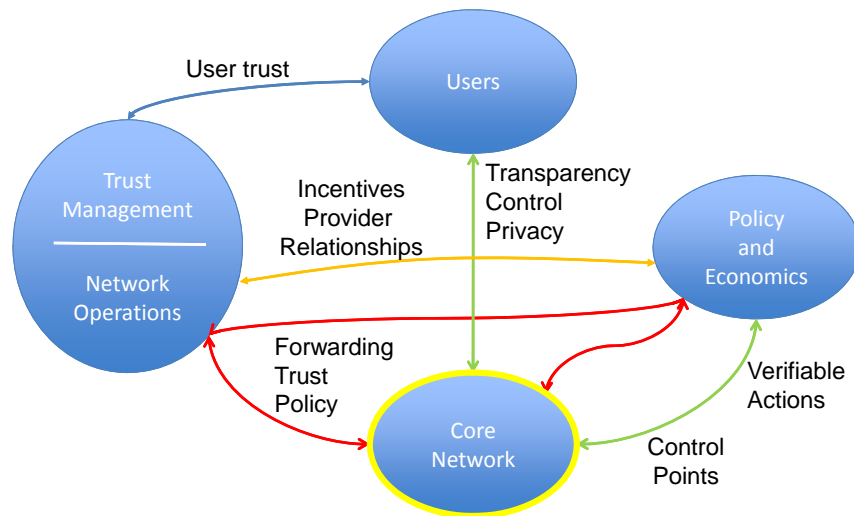 User trust
Users
Trust
Management
Network
Operations
Incentives
Provider
Relationships
Transparency
Control
Privacy
Policy
and
Economics
Forwarding
Trust
Policy
Core
Network
Verifiable
Actions
Control
Points